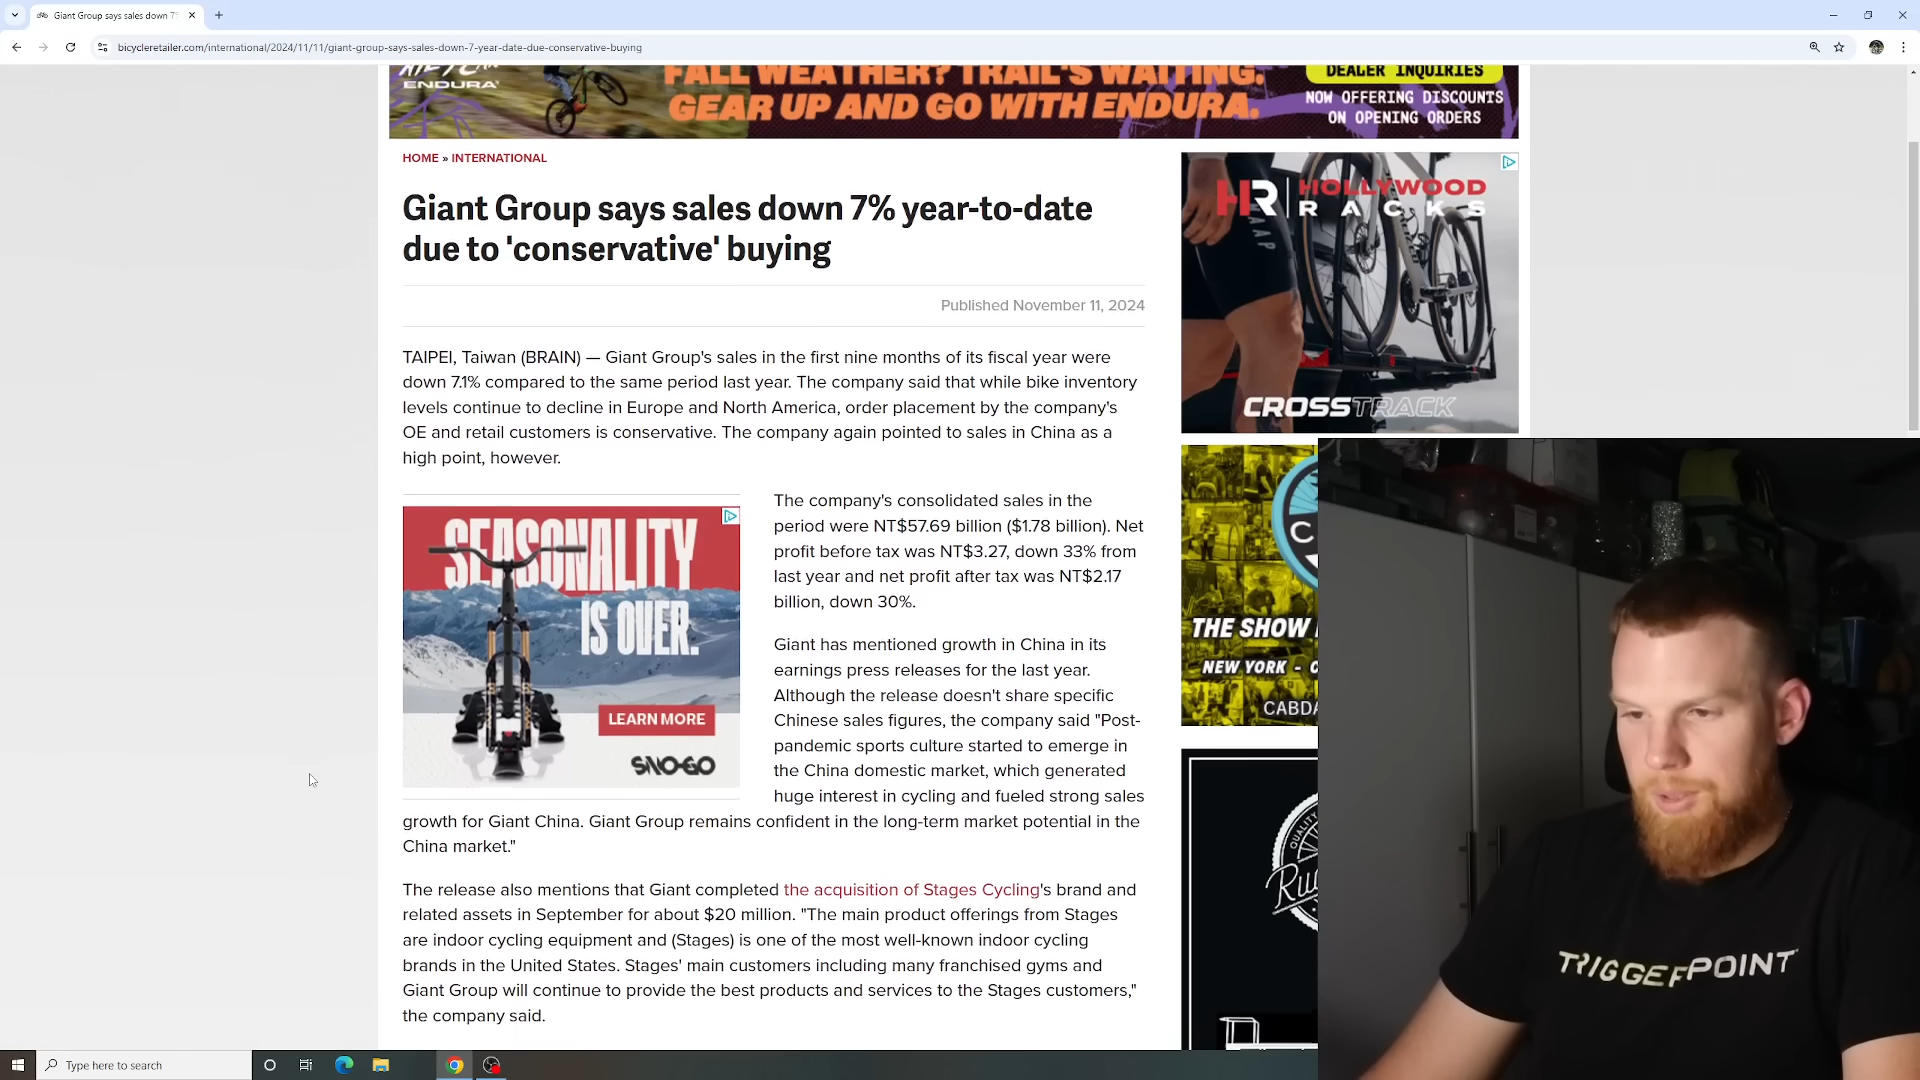 Giant Group says sales down 7%
bicycleretailer.com/international/2024/11/11/giant-group-says-sales-down-7-year-date-due-conservative-buying
ENDURA
FALL WEATHER? TRAIL'S WAITING.
GEAR UP AND GO WITH ENDURA.
DEALER INQUIRIES
NOW OFFERING DISCOUNTS
ON OPENING ORDERS
HOME » INTERNATIONAL
Giant Group says sales down 7% year-to-date
due to 'conservative' buying
Published November 11, 2024
TAIPEI, Taiwan (BRAIN) — Giant Group's sales in the first nine months of its fiscal year were
down 7.1% compared to the same period last year. The company said that while bike inventory
levels continue to decline in Europe and North America, order placement by the company's
OE and retail customers is conservative. The company again pointed to sales in China as a
high point, however.
SEASONALITY
IS OVER.
LEARN MORE
SNO-GO
The company's consolidated sales in the
period were NT$57.69 billion ($1.78 billion). Net
profit before tax was NT$3.27, down 33% from
last year and net profit after tax was NT$2.17
billion, down 30%.
Giant has mentioned growth in China in its
earnings press releases for the last year.
Although the release doesn't share specific
Chinese sales figures, the company said "Post-
pandemic sports culture started to emerge in
the China domestic market, which generated
huge interest in cycling and fueled strong sales
growth for Giant China. Giant Group remains confident in the long-term market potential in the
China market."
The release also mentions that Giant completed the acquisition of Stages Cycling's brand and
related assets in September for about $20 million. "The main product offerings from Stages
are indoor cycling equipment and (Stages) is one of the most well-known indoor cycling
brands in the United States. Stages' main customers including many franchised gyms and
Giant Group will continue to provide the best products and services to the Stages customers,"
the company said.
HR HOLLYWOOD
RACKS
CROSSTRACK
THE SHOW
NEW YORK - C
CABDA
QUALITY
Ru
TRIGGERPOINT
Type here to search